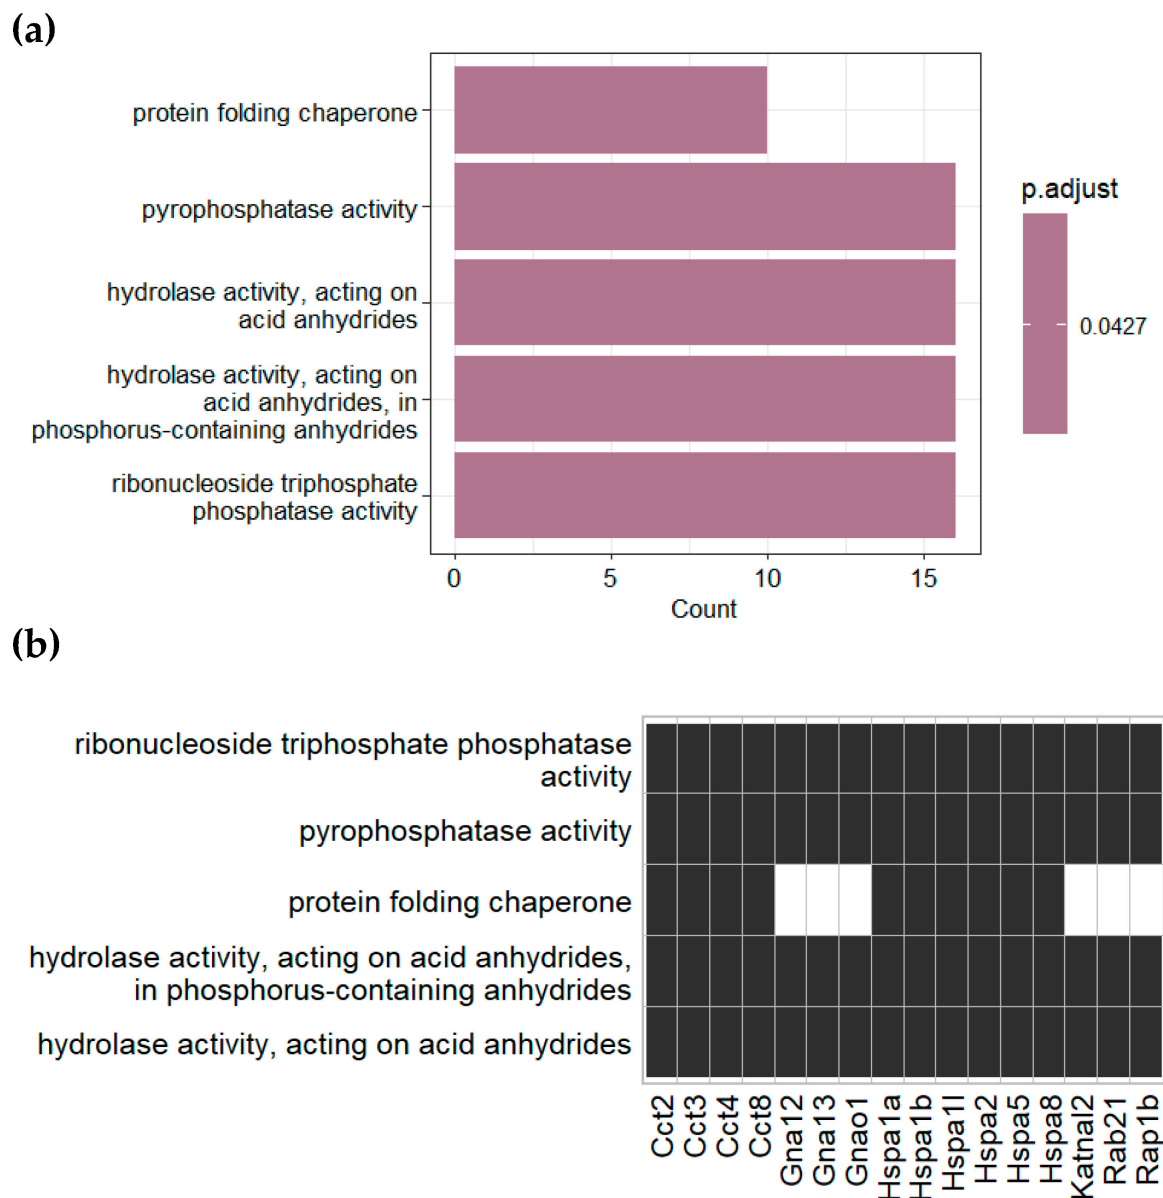 (a)
protein folding chaperone
pyrophosphatase activity
hydrolase activity, acting on
acid anhydrides
hydrolase activity, acting on
acid anhydrides, in
phosphorus-containing anhydrides
ribonucleoside triphosphate
phosphatase activity
0 5 10 15
Count
p.adjust
0.0427
(b)
ribonucleoside triphosphate phosphatase
activity
pyrophosphatase activity
protein folding chaperone
hydrolase activity, acting on acid anhydrides,
in phosphorus-containing anhydrides
hydrolase activity, acting on acid anhydrides
Cct2
Cct3
Cct4
Cct8
Gna12
Gna13
Gnao1
Hspa1a
Hspa1b
Hspa1l
Hspa2
Hspa5
Hspa8
Katnal2
Rab21
Rap1b